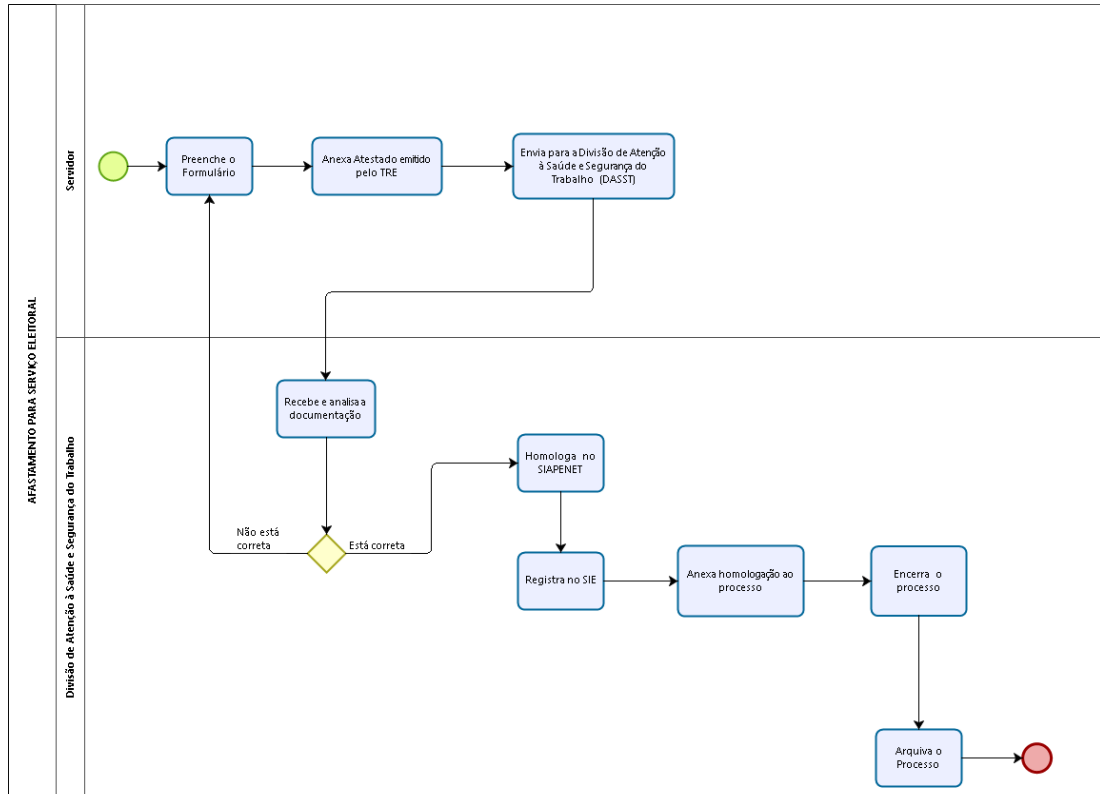 AFASTAMENTO PARA SERVIÇO ELEITORAL
Servidor
Preenche o
Formulário
Anexa Atestado emitido
pelo TRE
Envia para a Divisão de Atenção
à Saúde e Segurança do
Trabalho (DASST)
Divisão de Atenção à Saúde e Segurança do Trabalho
Recebe e analisa a
documentação
Não está
correta
Está correta
Homologa no
SIAPENET
Registra no SIE
Anexa homologação ao
processo
Encerra o
processo
Arquiva o
Processo